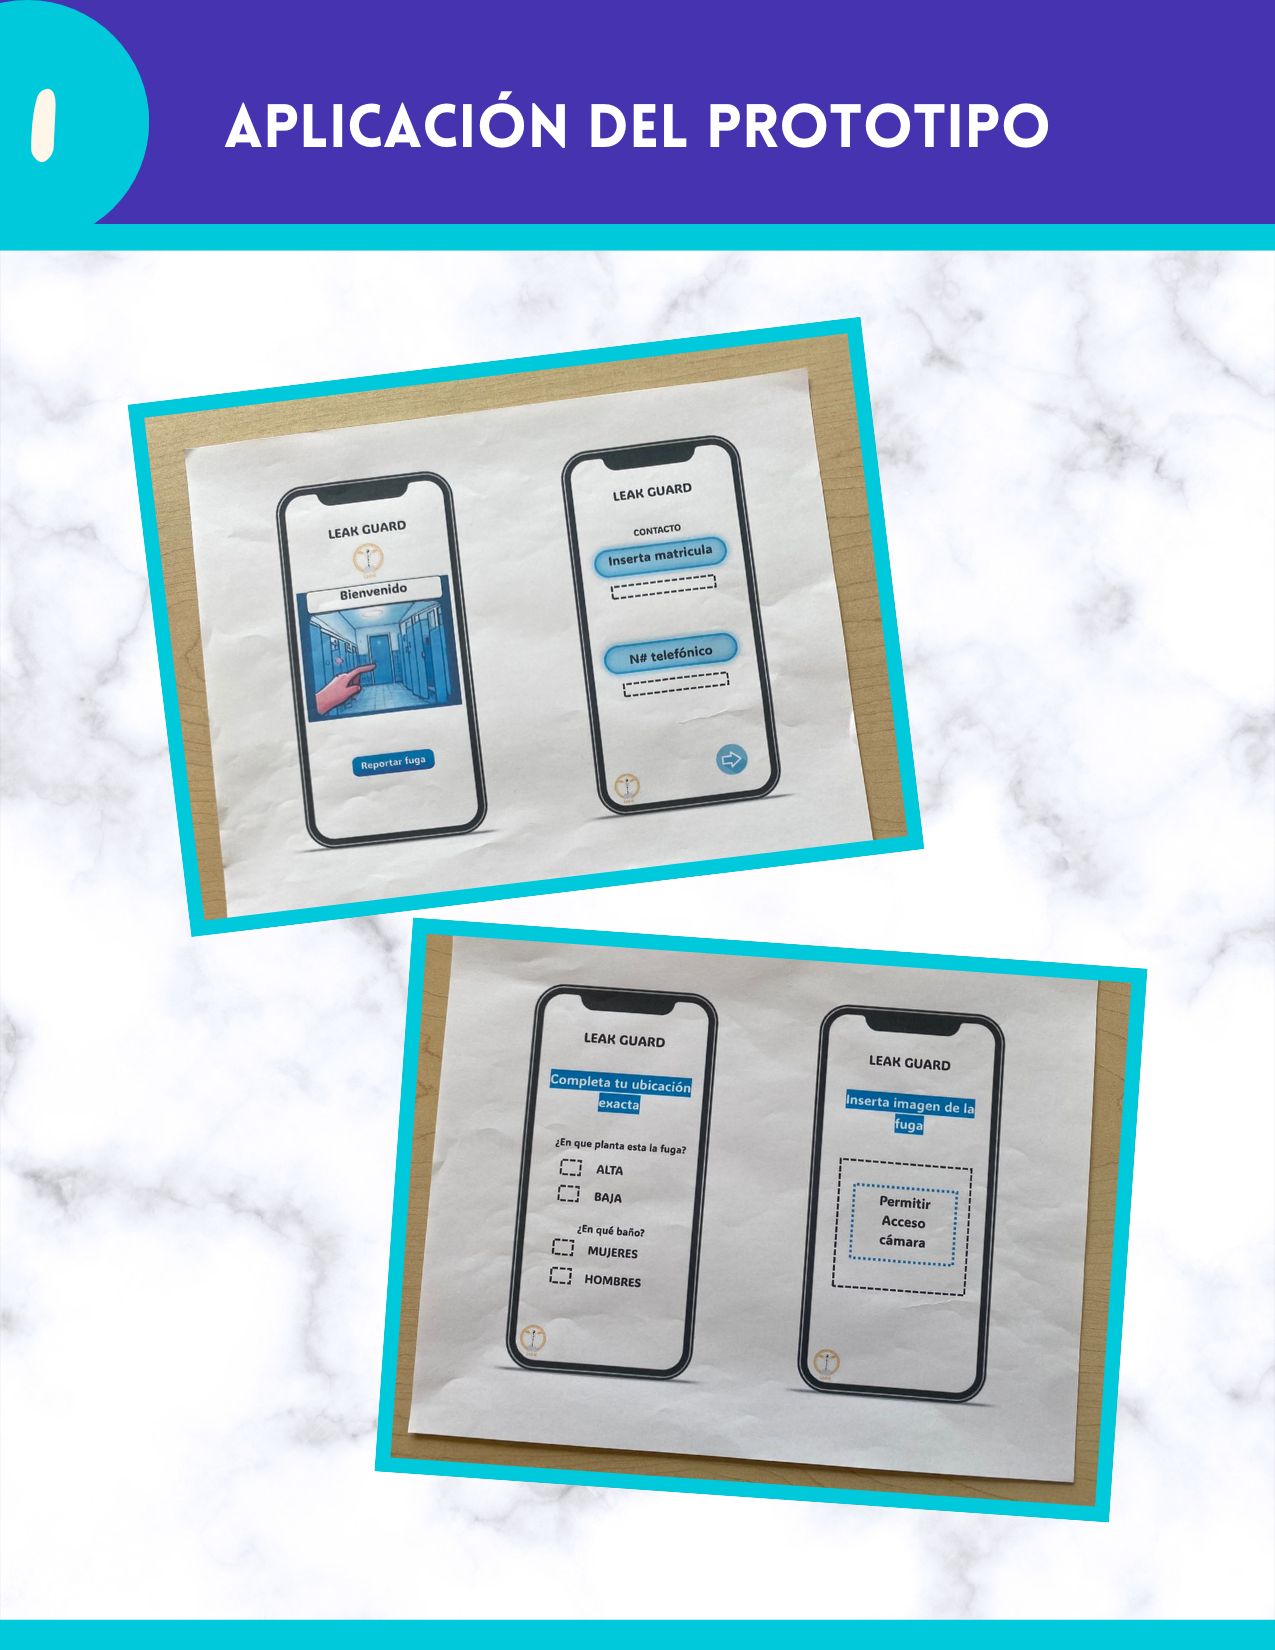 1
APLICACIÓN DEL PROTOTIPO
LEAK GUARD
Bienvenido
Reportar fuga
LEAK GUARD
CONTACTO
Inserta matricula
N# telefónico
LEAK GUARD
Completa tu ubicación
exacta
¿En que planta esta la fuga?
ALTA
BAJA
¿En qué baño?
MUJERES
HOMBRES
LEAK GUARD
Inserta imagen de la
fuga
Permitir
Acceso
cámara